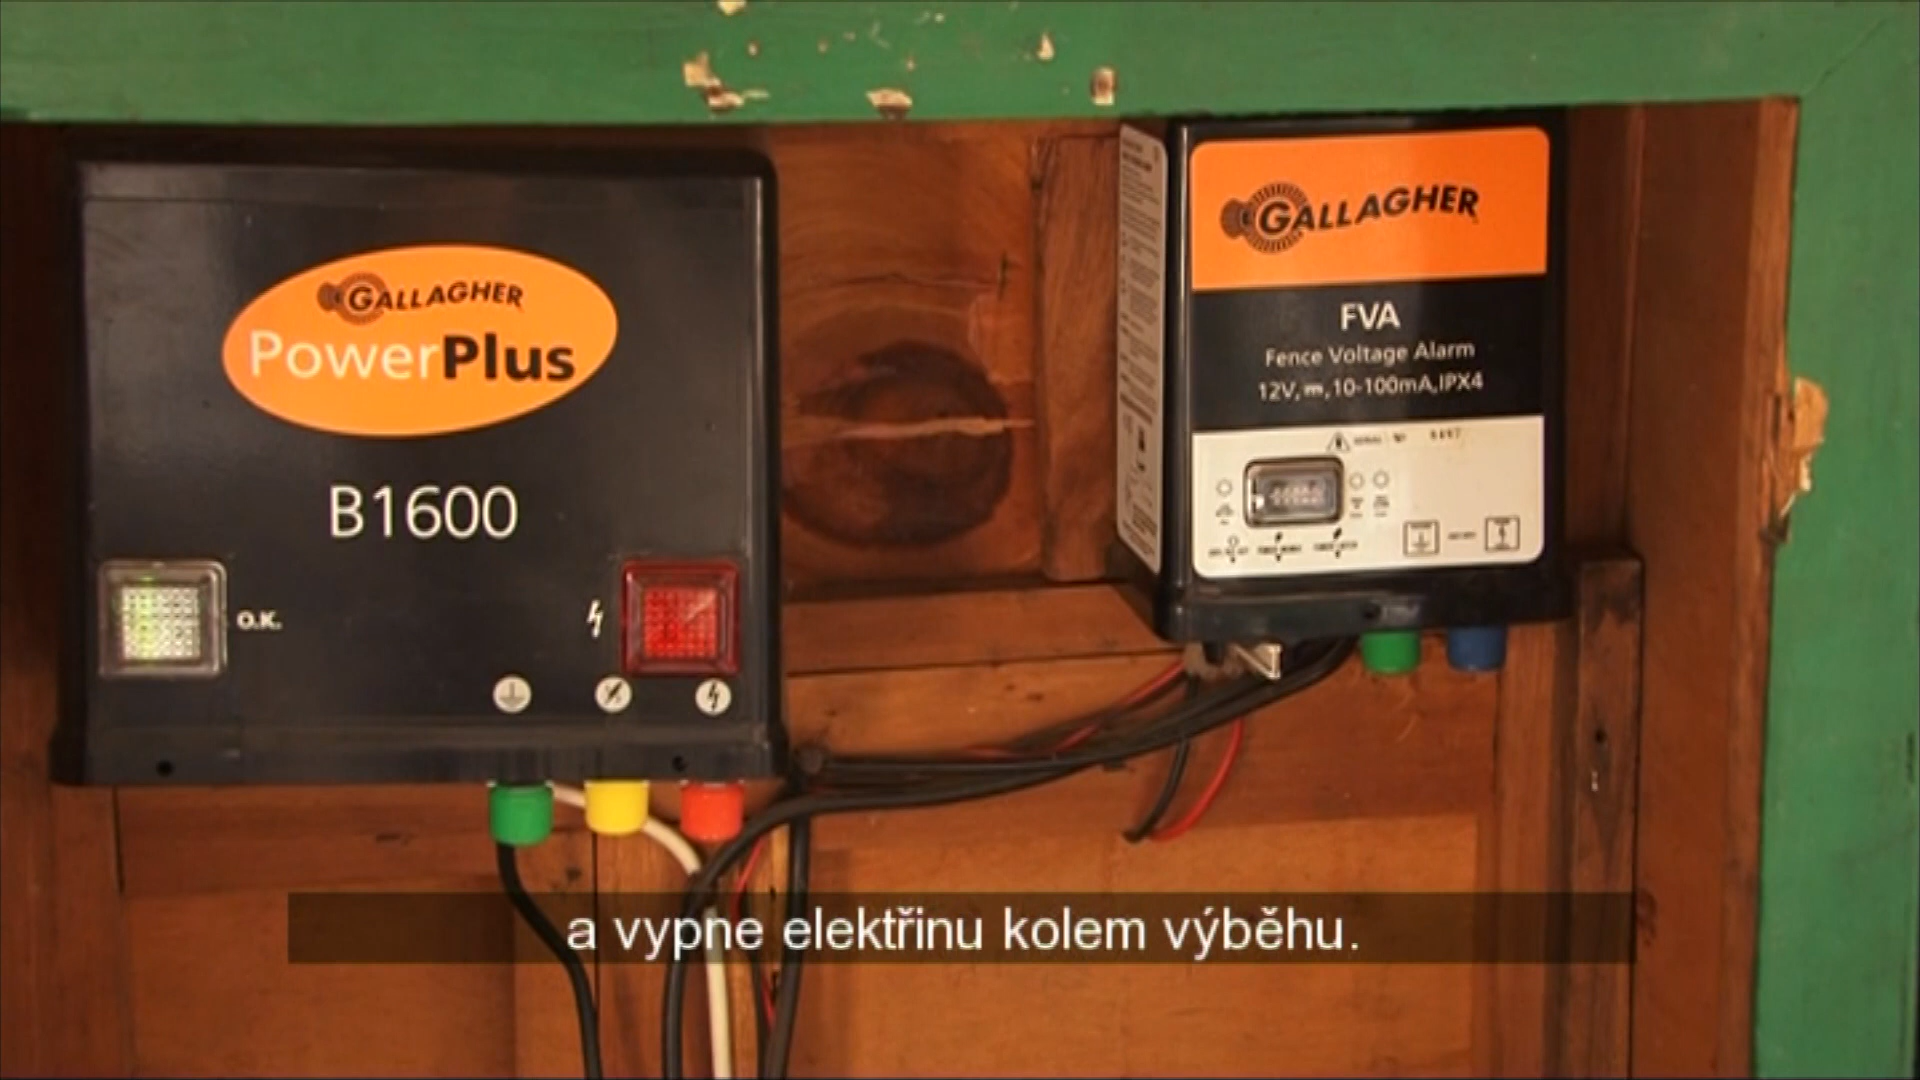 GALLAGHER
PowerPlus
B1600
O.K.
GALLAGHER
FVA
Fence Voltage Alarm
12V, 10-100mA, IPX4
a vypne elektřinu kolem výběhu.